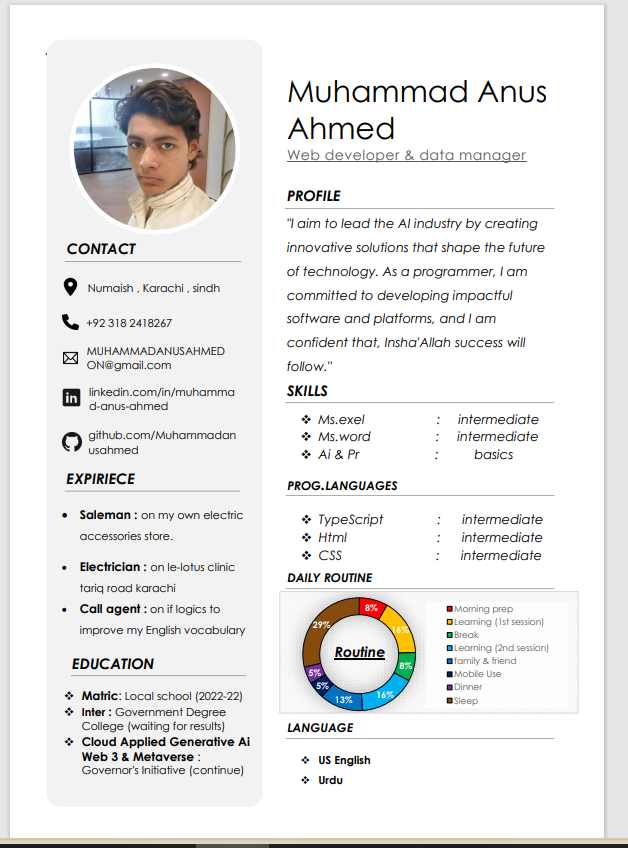 CONTACT
Numaish , Karachi , sindh
+92 318 2418267
MUHAMMADANUSAHMED
ON@gmail.com
linkedin.com/in/muhamma
d-anus-ahmed
github.com/Muhammadan
usahmed
EXPIRIECE
Saleman : on my own electric
accessories store.
Electrician : on le-lotus clinic
tariq road karachi
Call agent : on if logics to
improve my English vocabulary
EDUCATION
Matric: Local school (2022-22)
Inter : Government Degree
College (waiting for results)
Cloud Applied Generative Ai
Web 3 & Metaverse :
Governor's Initiative (continue)
Muhammad Anus
Ahmed
Web developer & data manager
PROFILE
"I aim to lead the AI industry by creating
innovative solutions that shape the future
of technology. As a programmer, I am
committed to developing impactful
software and platforms, and I am
confident that, Insha'Allah success will
follow."
SKILLS
Ms.exel : intermediate
Ms.word : intermediate
Ai & Pr : basics
PROG.LANGUAGES
TypeScript : intermediate
Html : intermediate
CSS : intermediate
DAILY ROUTINE
8%
16%
8%
16%
13%
5%
5%
29%
Routine
Morning prep
Learning (1st session)
Break
Learning (2nd session)
family & friend
Mobile Use
Dinner
Sleep
LANGUAGE
US English
Urdu